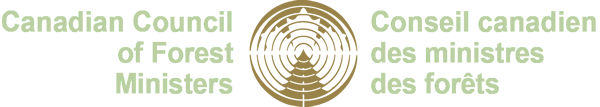 Canadian Council
of Forest
Ministers
Conseil canadien
des ministres
des forêts